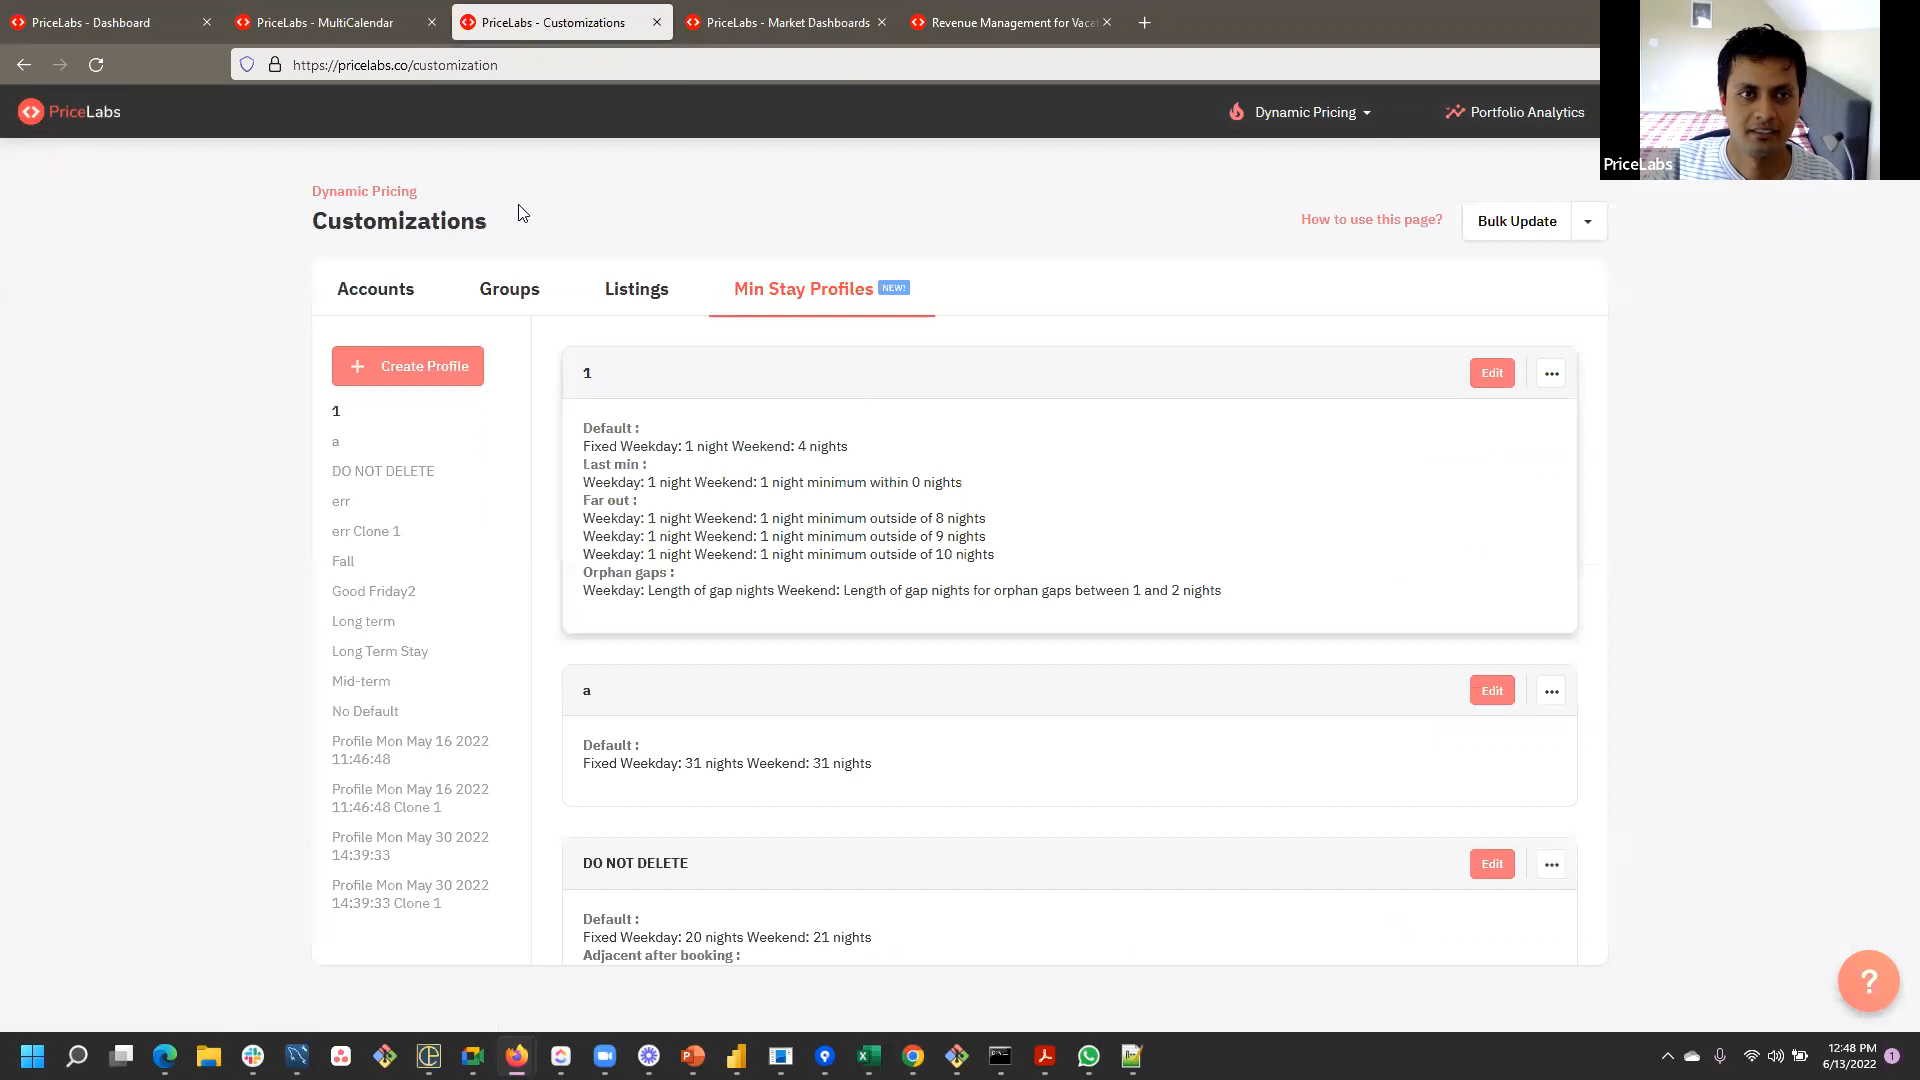 PriceLabs - Dashboard
PriceLabs - MultiCalendar
PriceLabs - Customizations
PriceLabs - Market Dashboards
Revenue Management for Vacat
https://pricelabs.co/customization
PriceLabs
Dynamic Pricing
Portfolio Analytics
PriceLabs
Dynamic Pricing
Customizations
How to use this page?
Bulk Update
Accounts
Groups
Listings
Min Stay Profiles NEW!
+ Create Profile
1
a
DO NOT DELETE
err
err Clone 1
Fall
Good Friday2
Long term
Long Term Stay
Mid-term
No Default
Profile Mon May 16 2022
11:46:48
Profile Mon May 16 2022
11:46:48 Clone 1
Profile Mon May 30 2022
14:39:33
Profile Mon May 30 2022
14:39:33 Clone 1
1
Edit
Default :
Fixed Weekday: 1 night Weekend: 4 nights
Last min :
Weekday: 1 night Weekend: 1 night minimum within 0 nights
Far out :
Weekday: 1 night Weekend: 1 night minimum outside of 8 nights
Weekday: 1 night Weekend: 1 night minimum outside of 9 nights
Weekday: 1 night Weekend: 1 night minimum outside of 10 nights
Orphan gaps :
Weekday: Length of gap nights Weekend: Length of gap nights for orphan gaps between 1 and 2 nights
a
Edit
Default :
Fixed Weekday: 31 nights Weekend: 31 nights
DO NOT DELETE
Edit
Default :
Fixed Weekday: 20 nights Weekend: 21 nights
Adjacent after booking :
?
12:48 PM
6/13/2022
1